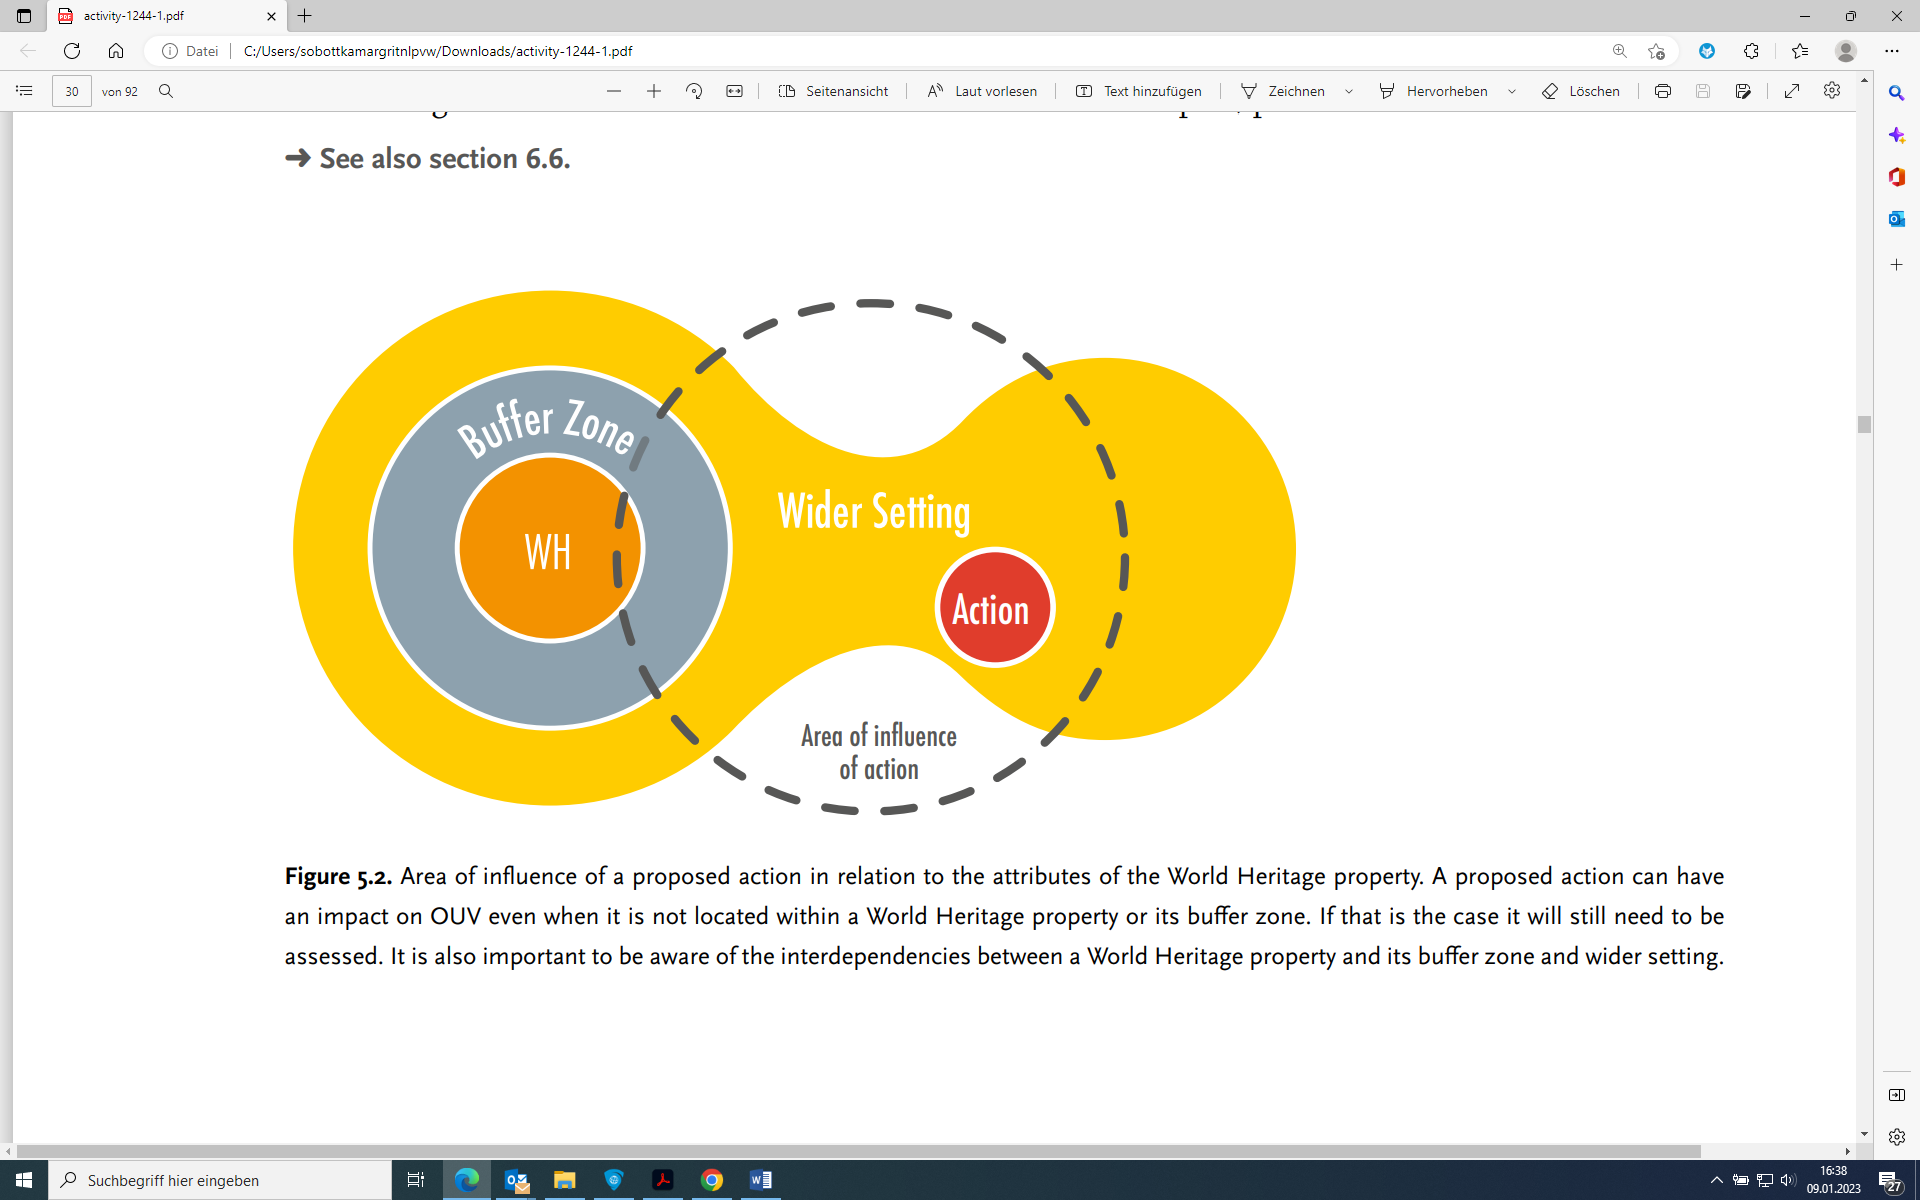 activity-1244-1.pdf
Datei
C:/Users/sobottkamargritnlpvw/Downloads/activity-1244-1.pdf
30 von 92
Seitenansicht
Laut vorlesen
Text hinzufügen
Zeichnen
Hervorheben
Löschen
➔ See also section 6.6.
Buffer Zone
WH
Wider Setting
Action
Area of influence
of action
Figure 5.2. Area of influence of a proposed action in relation to the attributes of the World Heritage property. A proposed action can have
an impact on OUV even when it is not located within a World Heritage property or its buffer zone. If that is the case it will still need to be
assessed. It is also important to be aware of the interdependencies between a World Heritage property and its buffer zone and wider setting.
Suchbegriff hier eingeben
16:38
09.01.2023
27